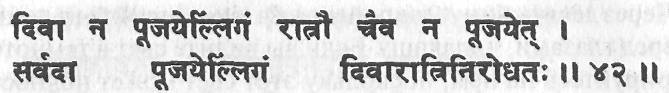 दिवा न पूजयेल्लिंगं रात्रौ चैव न पूजयेत् ।
सर्वदा पूजयेल्लिंगं दिवारात्रिनिरोधतः ॥ ४२ ॥